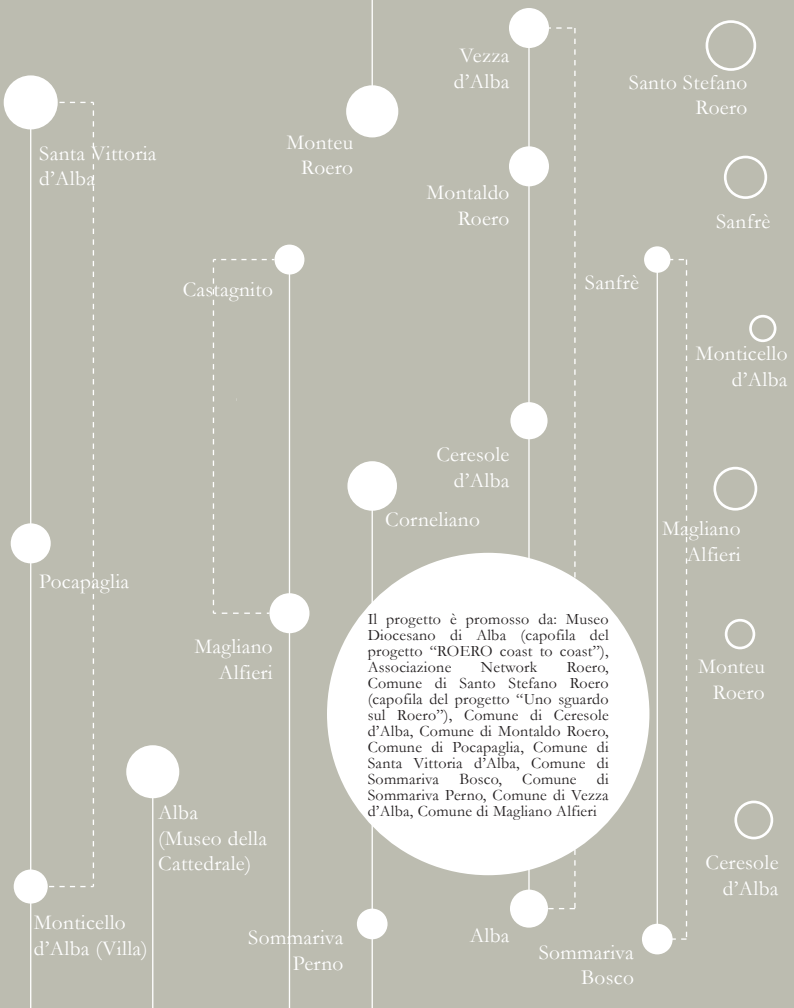 Vezza
d'Alba
Santo Stefano
Roero
Santa Vittoria
d'Alba
Monteu
Roero
Montaldo
Roero
Sanfrè
Castagnito
Sanfrè
Monticello
d'Alba
Ceresole
d'Alba
Corneliano
Magliano
Alfieri
Pocapaglia
Magliano
Alfieri
Il progetto è promosso da: Museo
Diocesano di Alba (capofila del
progetto “ROERO coast to coast”),
Associazione Network Roero,
Comune di Santo Stefano Roero
(capofila del progetto “Uno sguardo
sul Roero”), Comune di Ceresole
d’Alba, Comune di Montaldo Roero,
Comune di Pocapaglia, Comune di
Santa Vittoria d’Alba, Comune di
Sommariva Bosco, Comune di
Sommariva Perno, Comune di Vezza
d’Alba, Comune di Magliano Alfieri
Monteu
Roero
Alba
(Museo della
Cattedrale)
Ceresole
d'Alba
Monticello
d'Alba (Villa)
Sommariva
Perno
Alba
Sommariva
Bosco